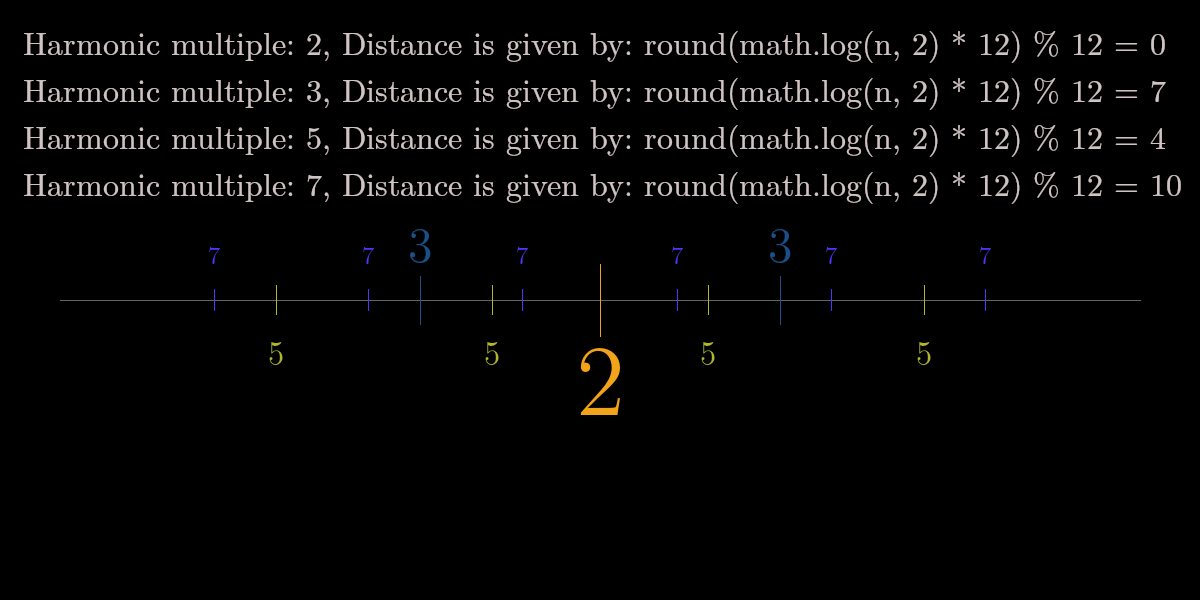 Harmonic multiple: 2, Distance is given by: round(math.log(n, 2) * 12) % 12 = 0
Harmonic multiple: 3, Distance is given by: round(math.log(n, 2) * 12) % 12 = 7
Harmonic multiple: 5, Distance is given by: round(math.log(n, 2) * 12) % 12 = 4
Harmonic multiple: 7, Distance is given by: round(math.log(n, 2) * 12) % 12 = 10
7 7 3 7 7 3 7 7
5 5 2 5 5